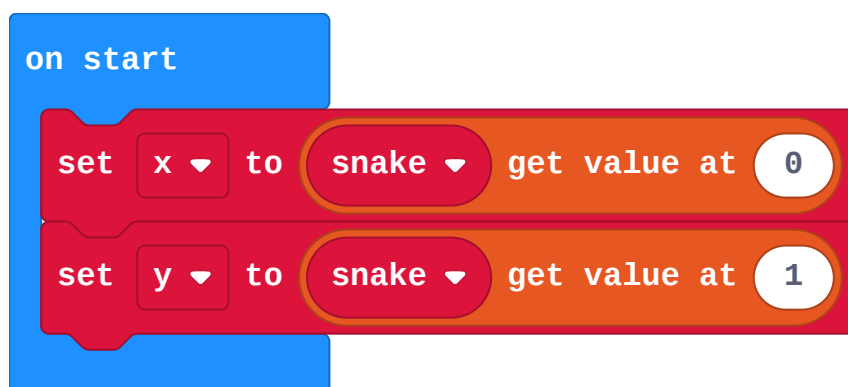 on start
set x to snake get value at 0
set y to snake get value at 1